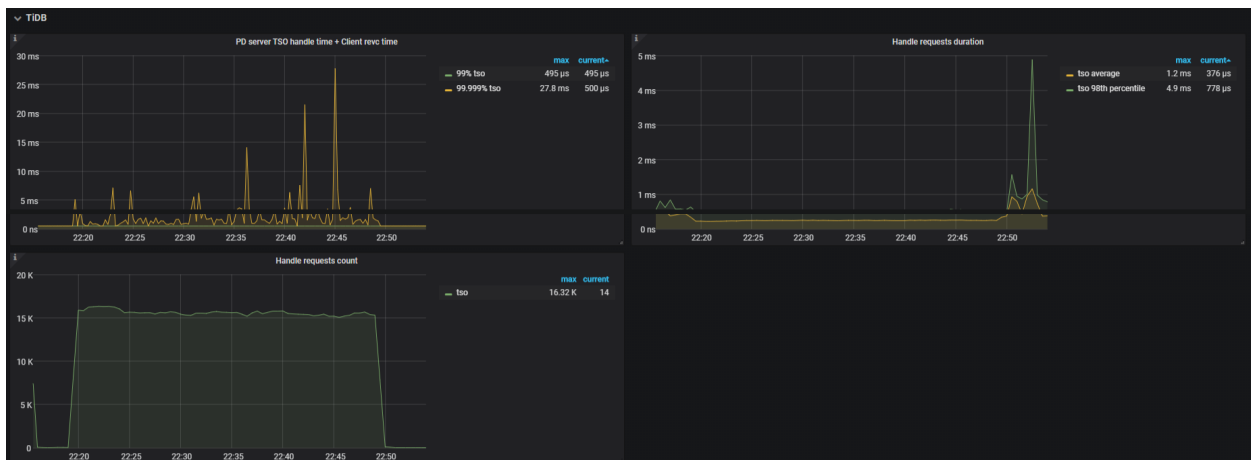 TiDB
PD server TSO handle time + Client revc time
30 ms
25 ms
20 ms
15 ms
10 ms
5 ms
0 ns
22:20 22:25 22:30 22:35 22:40 22:45 22:50
max current
99% tso 495 µs 495 µs
99.999% tso 27.8 ms 500 µs
Handle requests duration
5 ms
4 ms
3 ms
2 ms
1 ms
0 ns
22:20 22:25 22:30 22:35 22:40 22:45 22:50
max current
tso average 1.2 ms 376 µs
tso 98th percentile 4.9 ms 778 µs
Handle requests count
20 K
15 K
10 K
5 K
0
22:20 22:25 22:30 22:35 22:40 22:45 22:50
max current
tso 16.32 K 14